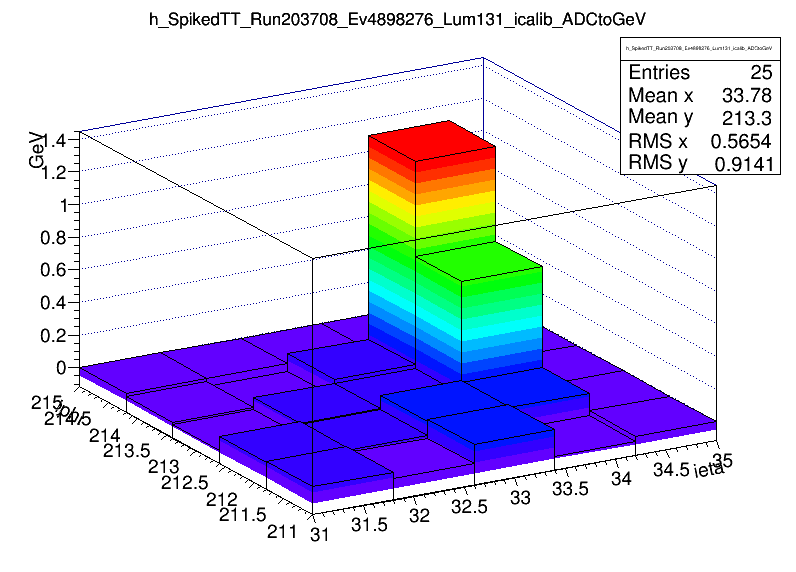 h_SpikedTT_Run203708_Ev4898276_Lum131_icalib_ADCtoGeV
h_SpikedTT_Run203708_Ev4898276_Lum131_icalib_ADCtoGeV
Entries 25
Mean x 33.78
Mean y 213.3
RMS x 0.5654
RMS y 0.9141
GeV
1.4
1.2
1
0.8
0.6
0.4
0.2
0
215
214.5
214
213.5
213
212.5
212
211.5
211
31
31.5
32
32.5
33
33.5
34
34.5
35
ieta